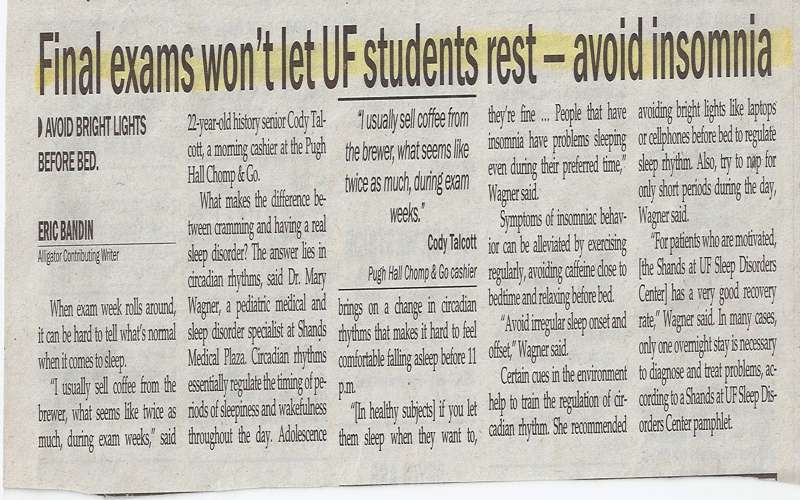 Final exams won't let UF students rest – avoid insomnia
AVOID BRIGHT LIGHTS
BEFORE BED.
ERIC BANDIN
Alligator Contributing Writer
When exam week rolls around,
it can be hard to tell what's normal
when it comes to sleep.
"I usually sell coffee from the
brewer, what seems like twice as
much, during exam weeks," said
22-year-old history senior Cody Tal-
cott, a morning cashier at the Pugh
Hall Chomp & Go.
What makes the difference be-
tween cramming and having a real
sleep disorder? The answer lies in
circadian rhythms, said Dr. Mary
Wagner, a pediatric medical and
sleep disorder specialist at Shands
Medical Plaza. Circadian rhythms
essentially regulate the timing of pe-
riods of sleepiness and wakefulness
throughout the day. Adolescence
"I usually sell coffee from
the brewer, what seems like
twice as much, during exam
weeks."
Cody Talcott
Pugh Hall Chomp & Go cashier
brings on a change in circadian
rhythms that makes it hard to feel
comfortable falling asleep before 11
p.m.
"[In healthy subjects] if you let
them sleep when they want to,
they're fine ... People that have
insomnia have problems sleeping
even during their preferred time,"
Wagner said.
Symptoms of insomniac behav-
ior can be alleviated by exercising
regularly, avoiding caffeine close to
bedtime and relaxing before bed.
"Avoid irregular sleep onset and
offset," Wagner said.
Certain cues in the environment
help to train the regulation of cir-
cadian rhythm. She recommended
avoiding bright lights like laptops
or cellphones before bed to regulate
sleep rhythm. Also, try to nap for
only short periods during the day,
Wagner said.
"For patients who are motivated,
[the Shands at UF Sleep Disorders
Center] has a very good recovery
rate," Wagner said. In many cases,
only one overnight stay is necessary
to diagnose and treat problems, ac-
cording to a Shands at UF Sleep Dis-
orders Center pamphlet.